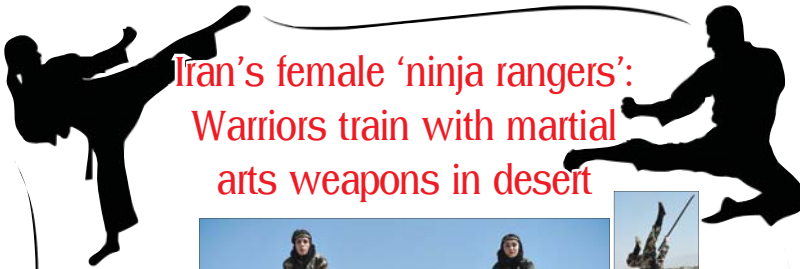 Iran’s female ‘ninja rangers’:
Warriors train with martial
arts weapons in desert